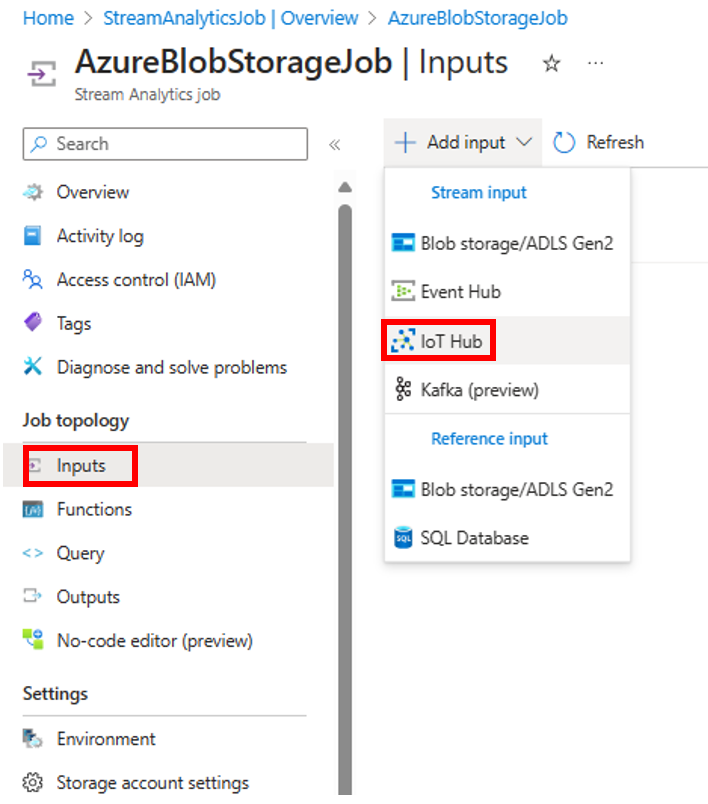 Home > StreamAnalyticsJob | Overview > AzureBlobStorageJob
AzureBlobStorageJob | Inputs ...
Stream Analytics job
Search «
Add input Refresh
Overview
Activity log
Access control (IAM)
Tags
Diagnose and solve problems
Job topology
Inputs
Functions
Query
Outputs
No-code editor (preview)
Settings
Environment
Storage account settings
Stream input
Blob storage/ADLS Gen2
Event Hub
IoT Hub
Kafka (preview)
Reference input
Blob storage/ADLS Gen2
SQL Database